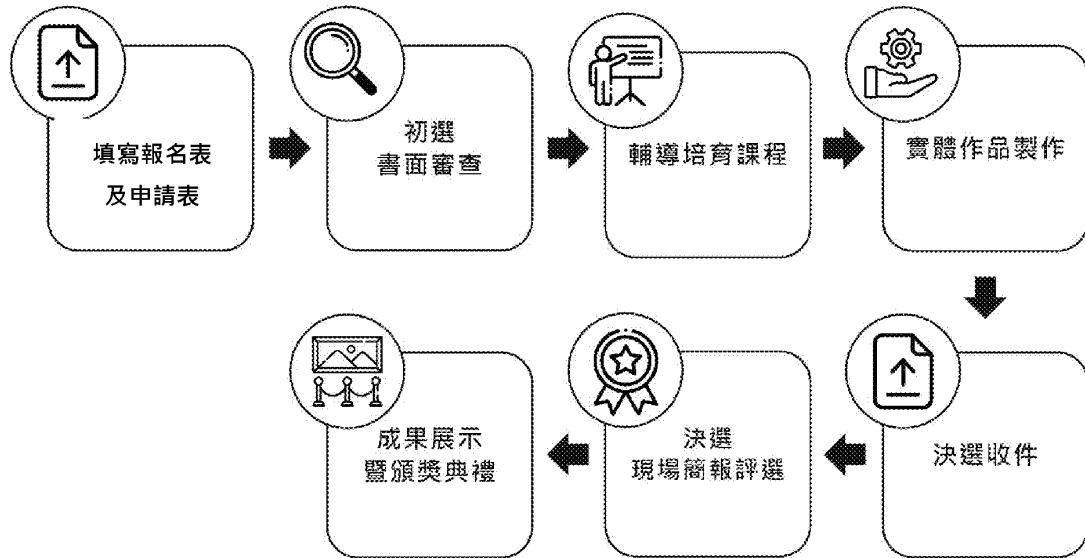 填寫報名表
及申請表
初選
書面審查
輔導培育課程
實體作品製作
決選收件
決選
現場簡報評選
成果展示
暨頒獎典禮